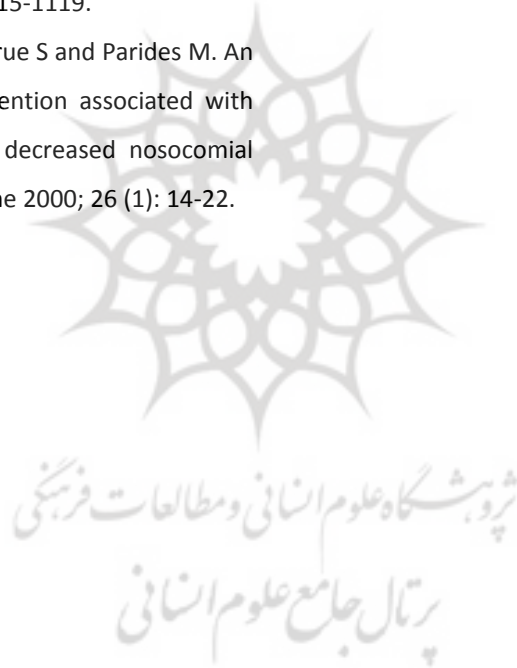 15-1119.
rue S and Parides M. An
ention associated with
decreased nosocomial
ne 2000; 26 (1): 14-22.
پژوهشگاه علوم انسانی و مطالعات فرهنگی
پرتال جامع علوم انسانی